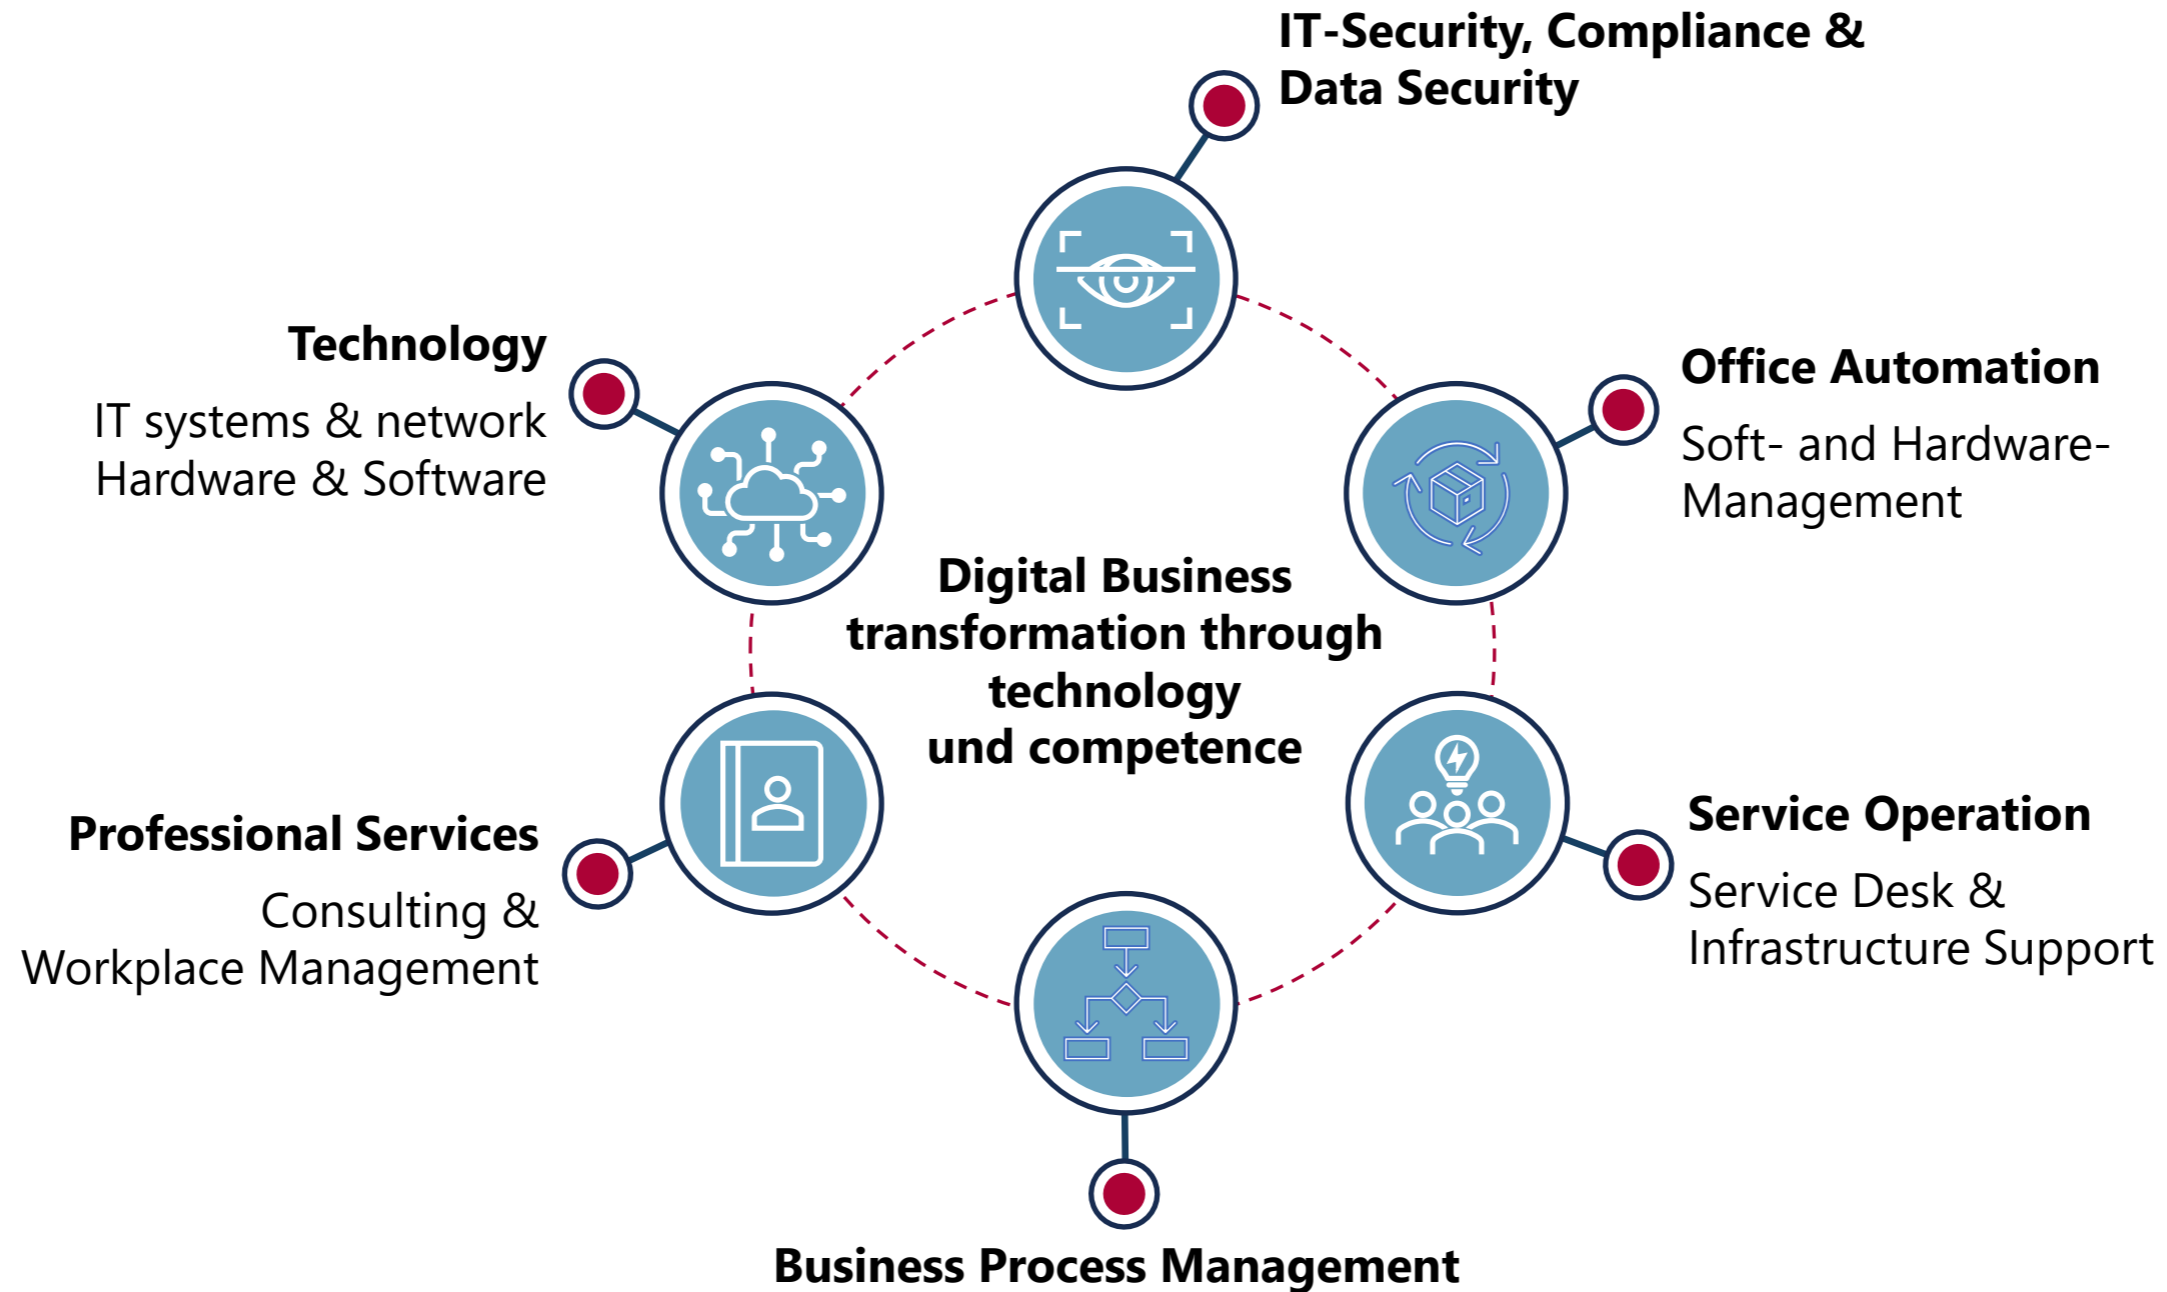 IT-Security, Compliance &
Data Security
Technology
IT systems & network
Hardware & Software
Office Automation
Soft- and Hardware-
Management
Digital Business
transformation through
technology
und competence
Professional Services
Consulting &
Workplace Management
Service Operation
Service Desk &
Infrastructure Support
Business Process Management